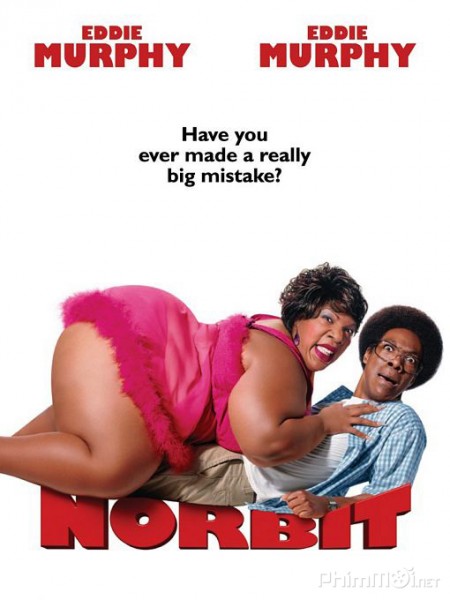 EDDIE EDDIE
MURPHY MURPHY
Have you
ever made a really
big mistake?
NORBIT
PhimMoi.net